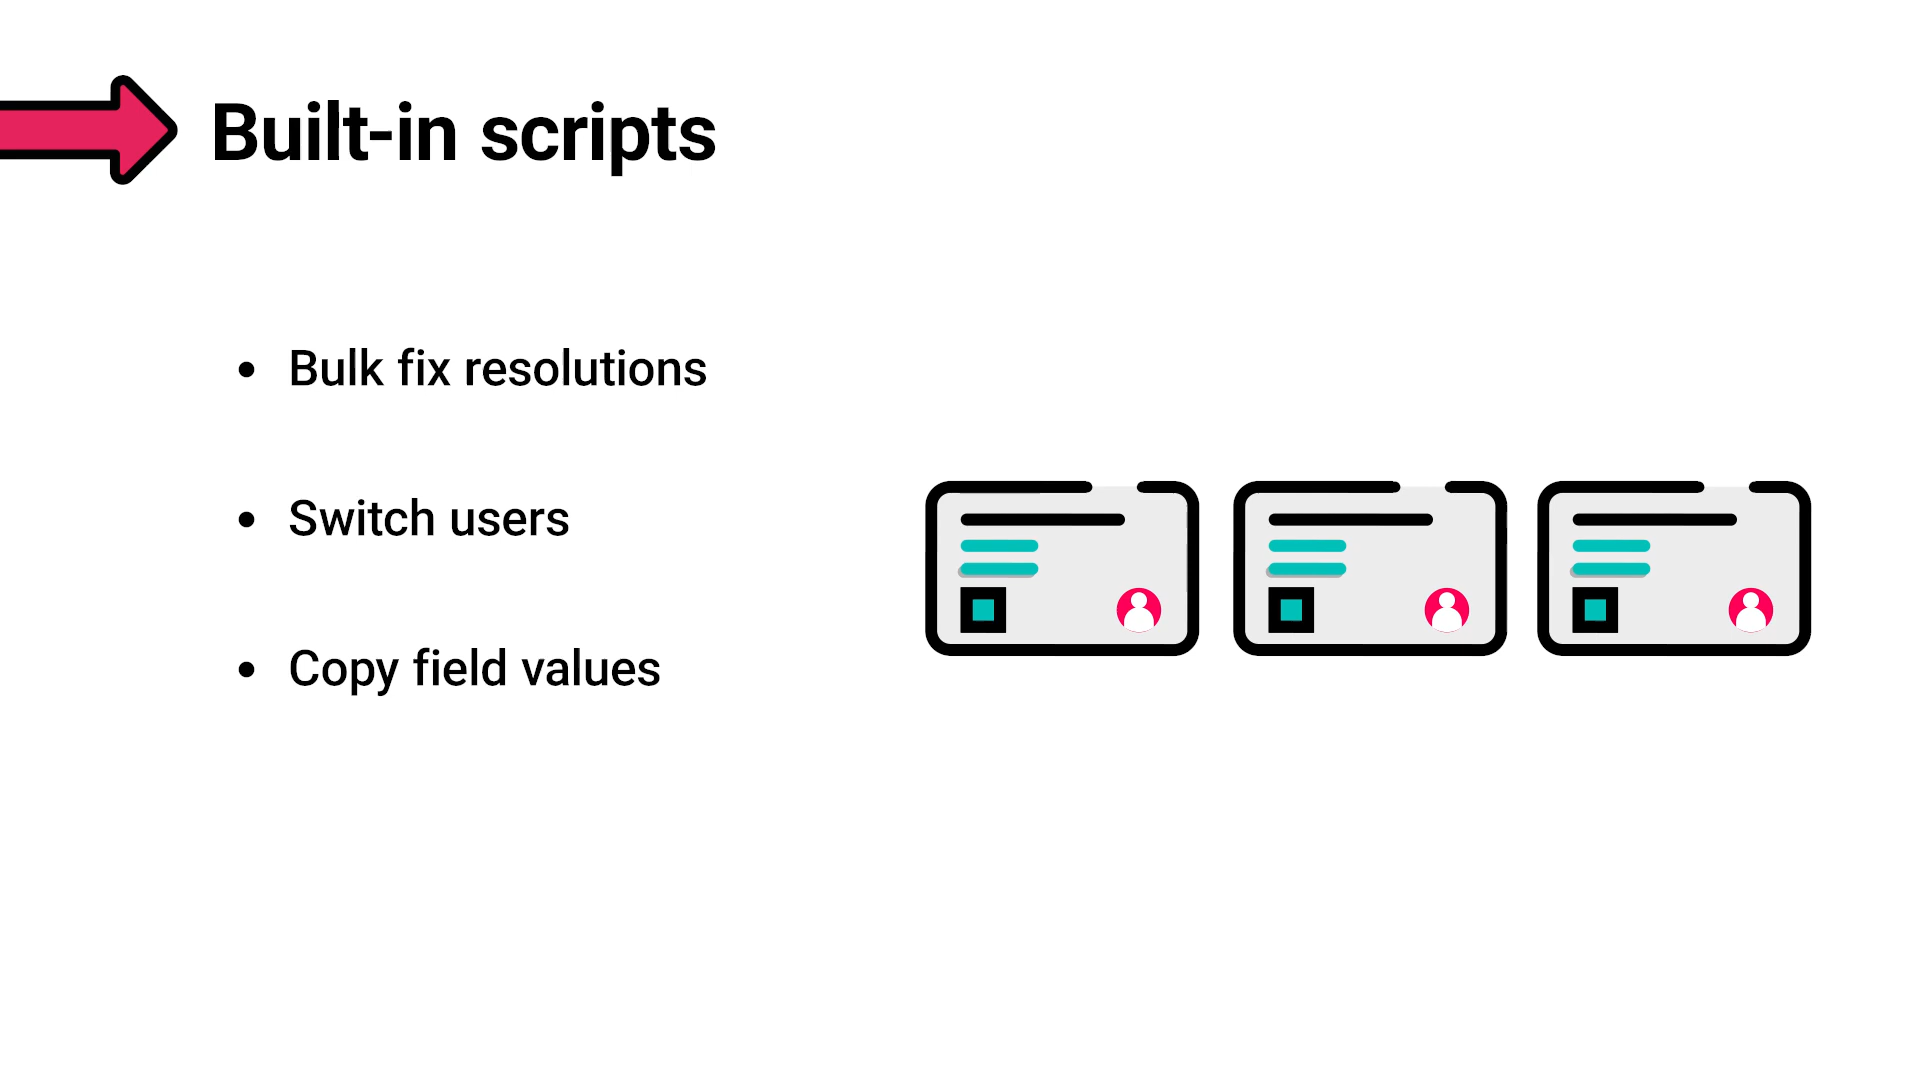 Built-in scripts
• Bulk fix resolutions
• Switch users
• Copy field values